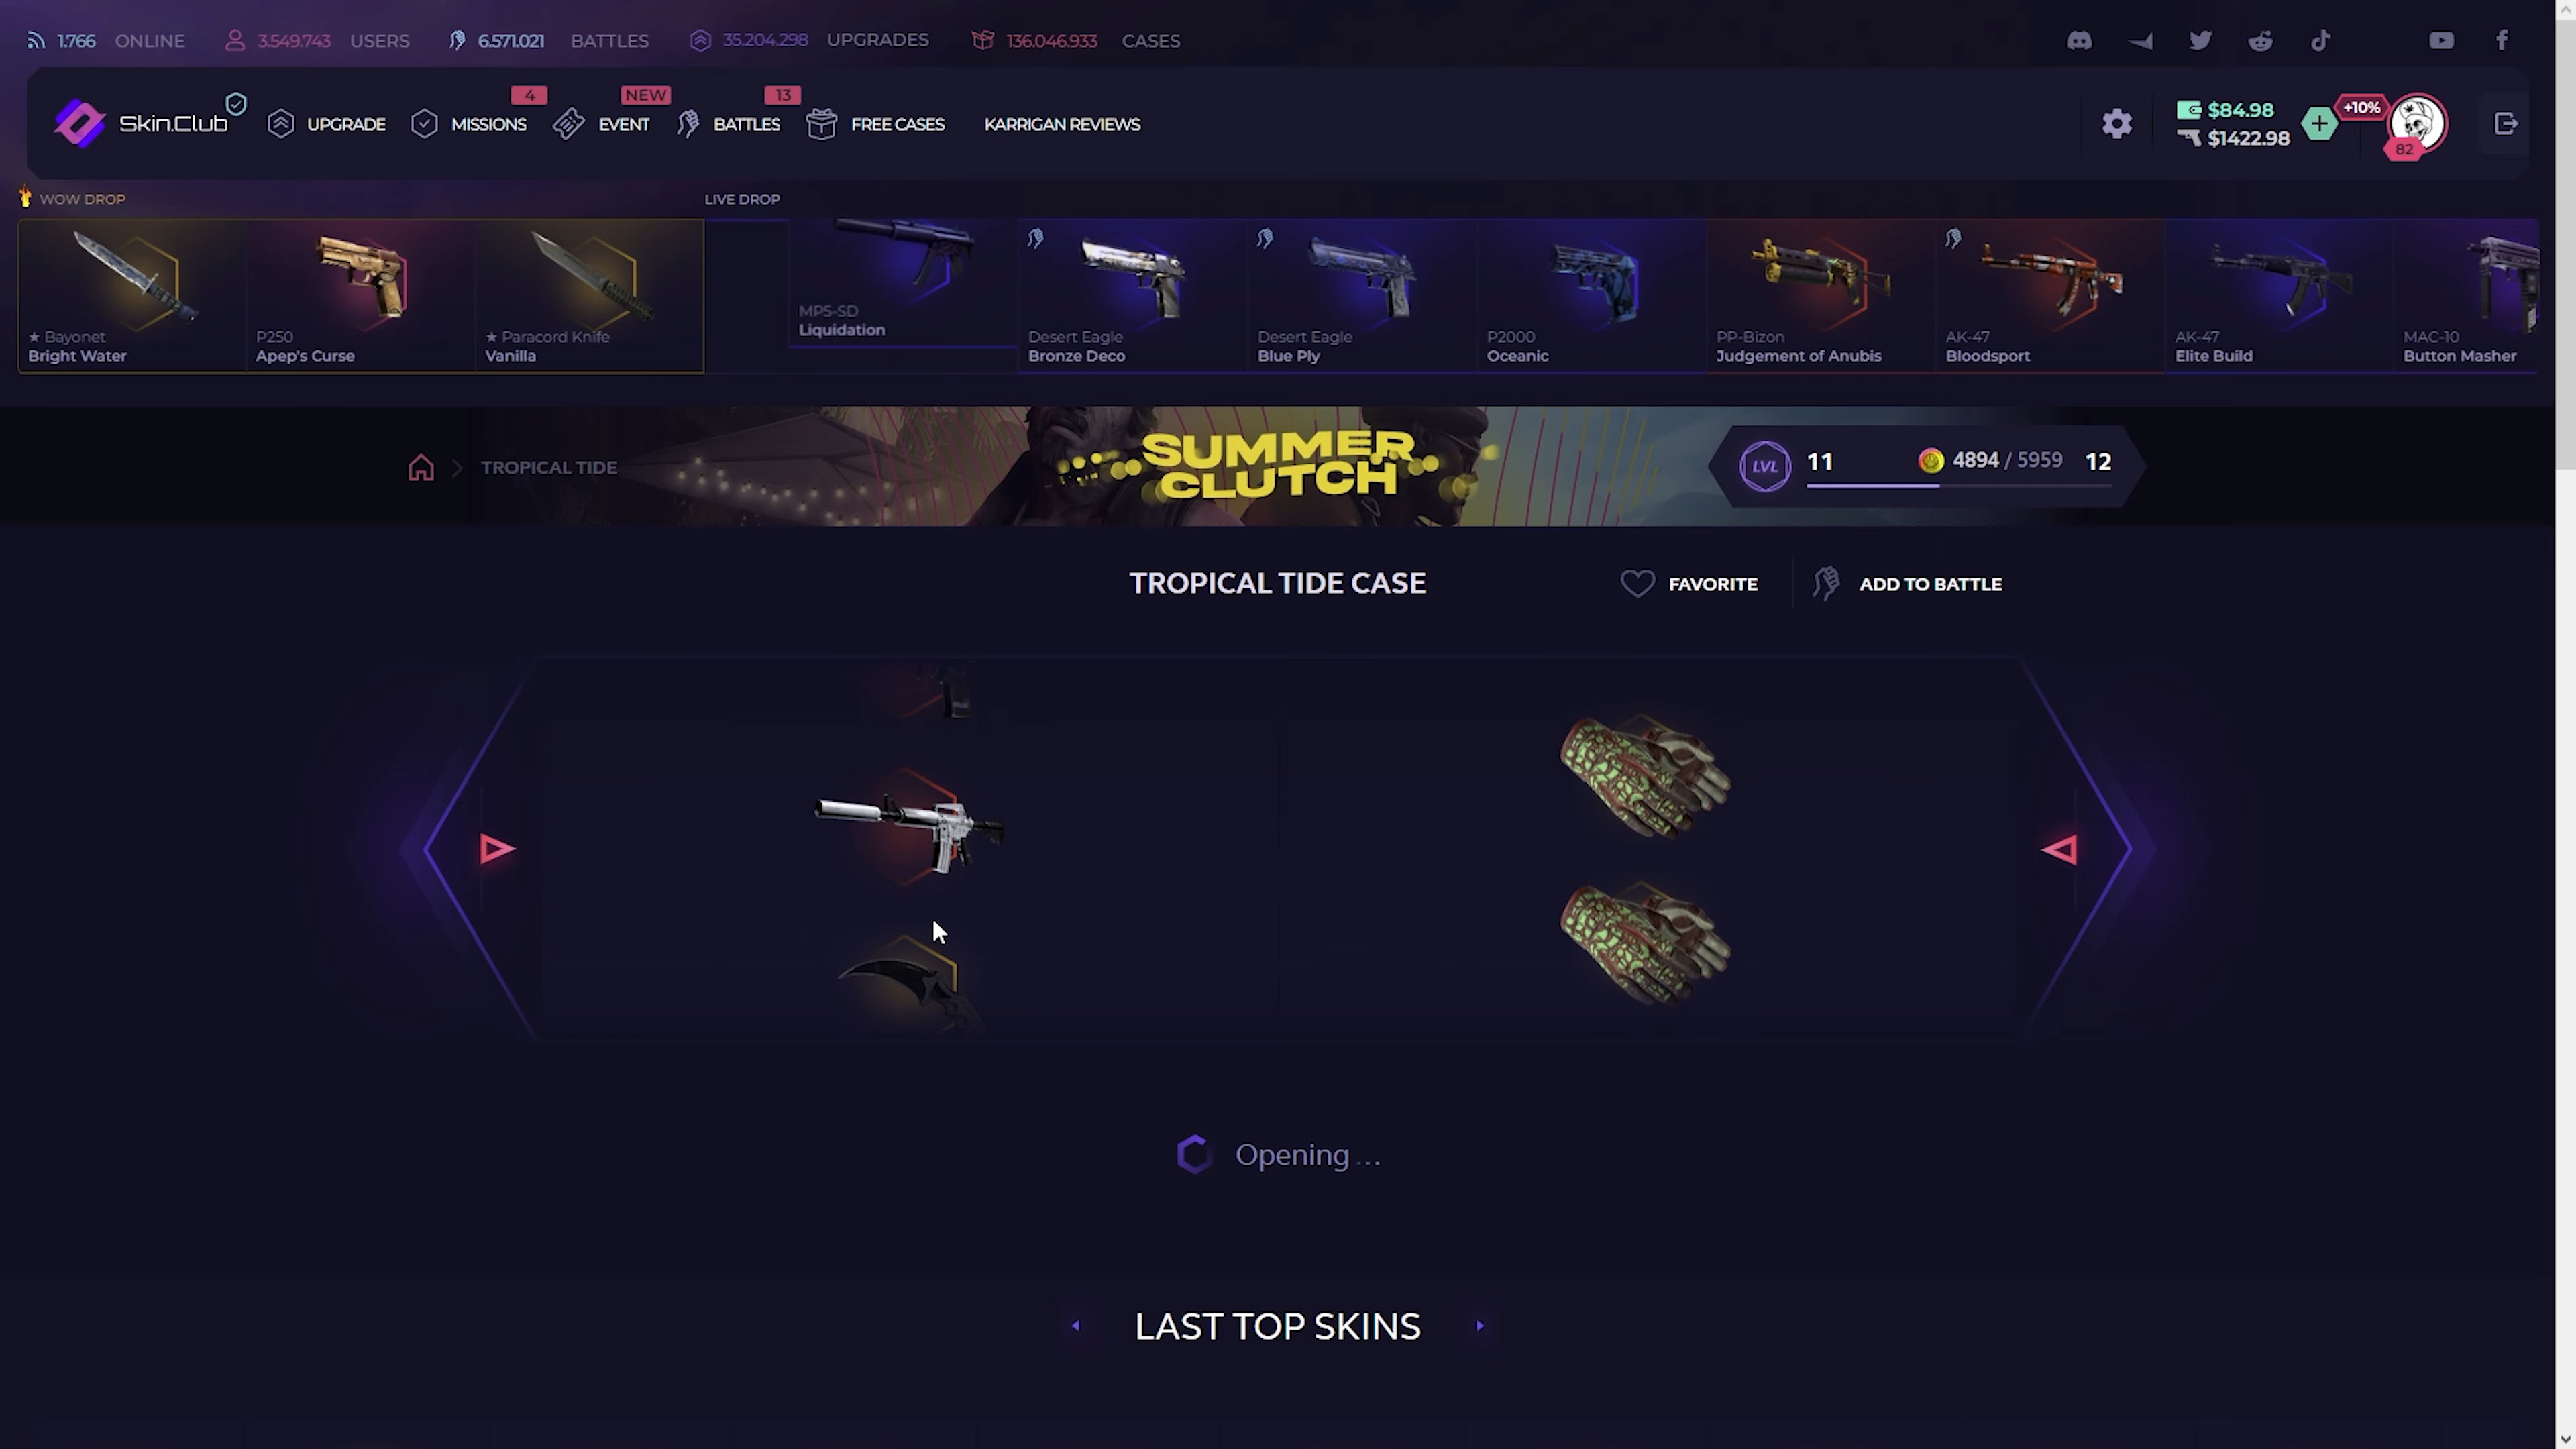 1.766 ONLINE 3.549.743 USERS 6.571.021 BATTLES 35.204.298 UPGRADES 136.046.933 CASES
Skin.Club UPGRADE 4 MISSIONS NEW EVENT 13 BATTLES FREE CASES KARRIGAN REVIEWS
$84.98 +10%
$1422.98 82
WOW DROP LIVE DROP
★ Bayonet
Bright Water
P250
Apep's Curse
★ Paracord Knife
Vanilla
MP5-SD
Liquidation
Desert Eagle
Bronze Deco
Desert Eagle
Blue Ply
P2000
Oceanic
PP-Bizon
Judgement of Anubis
AK-47
Bloodsport
AK-47
Elite Build
MAC-10
Button Masher
TROPICAL TIDE
SUMMER
CLUTCH
LVL 11 4894 / 5959 12
TROPICAL TIDE CASE FAVORITE ADD TO BATTLE
Opening ...
LAST TOP SKINS